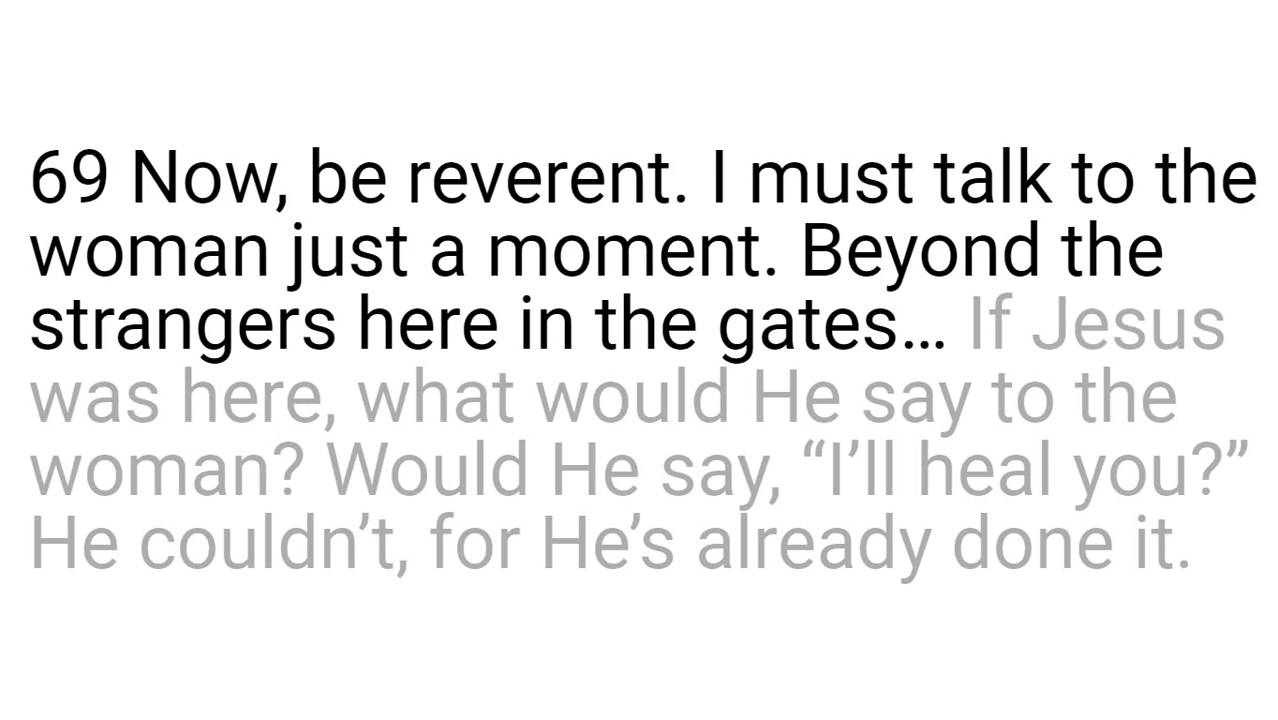 69 Now, be reverent. I must talk to the
woman just a moment. Beyond the
strangers here in the gates… If Jesus
was here, what would He say to the
woman? Would He say, “I’ll heal you?”
He couldn’t, for He’s already done it.